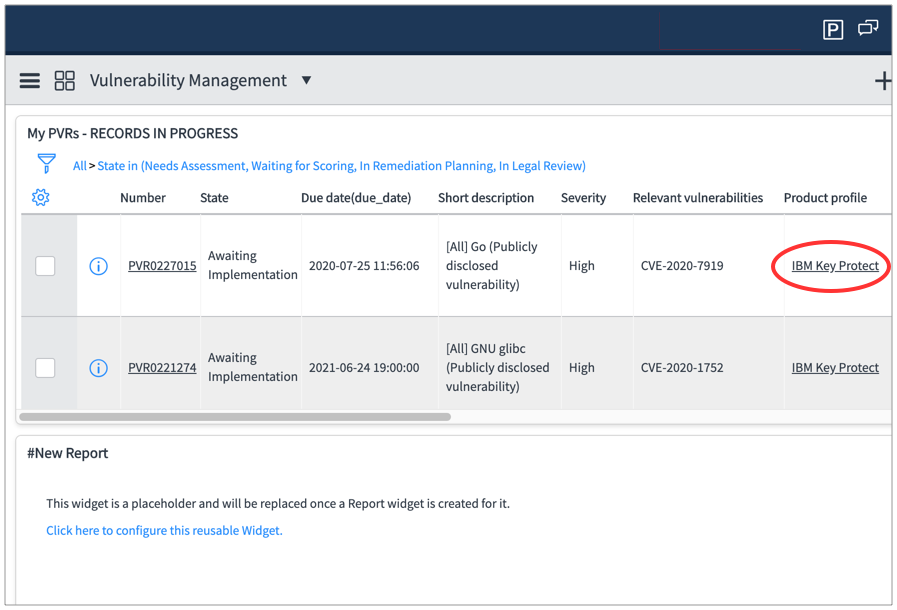 P
Vulnerability Management ▼
My PVRs - RECORDS IN PROGRESS
All > State in (Needs Assessment, Waiting for Scoring, In Remediation Planning, In Legal Review)
Number State Due date(due_date) Short description Severity Relevant vulnerabilities Product profile
PVR0227015 Awaiting Implementation 2020-07-25 11:56:06 [All] Go (Publicly disclosed vulnerability) High CVE-2020-7919 IBM Key Protect
PVR0221274 Awaiting Implementation 2021-06-24 19:00:00 [All] GNU glibc (Publicly disclosed vulnerability) High CVE-2020-1752 IBM Key Protect
#New Report
This widget is a placeholder and will be replaced once a Report widget is created for it.
Click here to configure this reusable Widget.